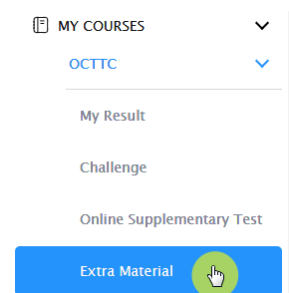 MY COURSES
OCTTC
My Result
Challenge
Online Supplementary Test
Extra Material